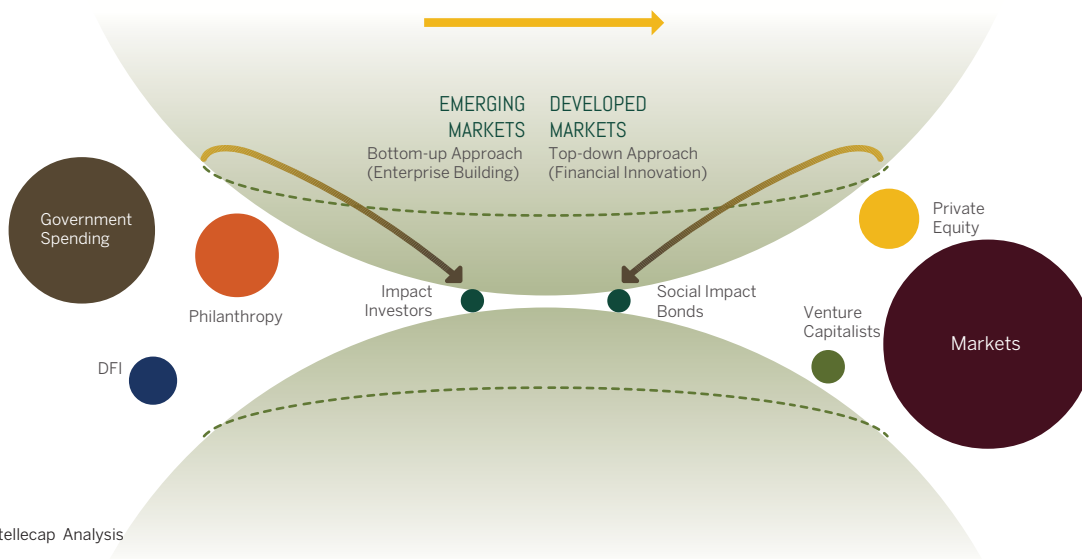 EMERGING
MARKETS
Bottom-up Approach
(Enterprise Building)
DEVELOPED
MARKETS
Top-down Approach
(Financial Innovation)
Government
Spending
Philanthropy
DFI
Impact
Investors
Social Impact
Bonds
Private
Equity
Venture
Capitalists
Markets
tellecap Analysis